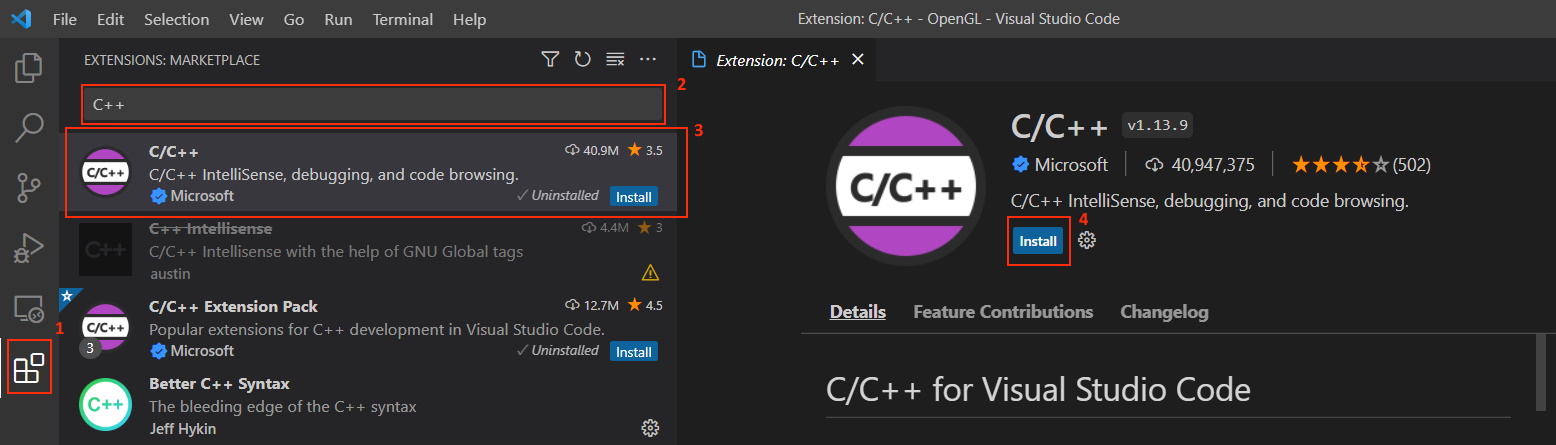 File Edit Selection View Go Run Terminal Help
Extension: C/C++ - OpenGL - Visual Studio Code
EXTENSIONS: MARKETPLACE
2
C++
3
C/C++
C/C++ 40.9M 3.5
C/C++ IntelliSense, debugging, and code browsing.
Microsoft Uninstalled Install
C++
C++ Intellisense 4.4M 3
C/C++ Intellisense with the help of GNU Global tags
austin
C/C++
3
C/C++ Extension Pack 12.7M 4.5
Popular extensions for C++ development in Visual Studio Code.
Microsoft Uninstalled Install
1
C++
Better C++ Syntax
The bleeding edge of the C++ syntax
Jeff Hykin
Extension: C/C++
C/C++
C/C++ v1.13.9
Microsoft 40,947,375 (502)
C/C++ IntelliSense, debugging, and code browsing.
Install
4
Details Feature Contributions Changelog
C/C++ for Visual Studio Code